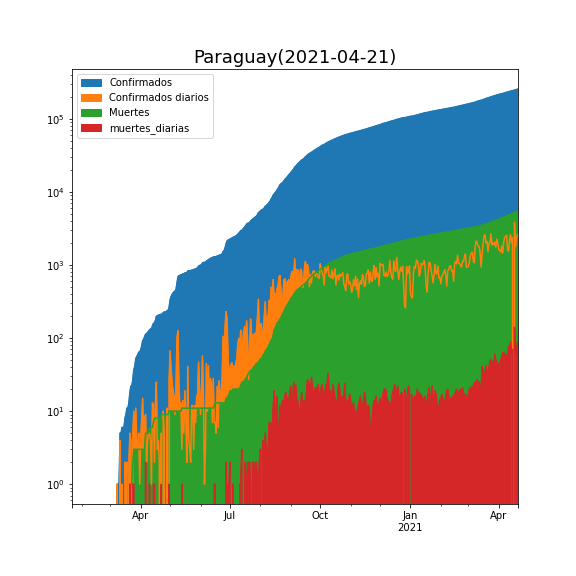 Paraguay(2021-04-21)
Confirmados
Confirmados diarios
Muertes
muertes_diarias
10⁵
10⁴
10³
10²
10¹
10⁰
Apr
Jul
Oct
Jan
2021
Apr